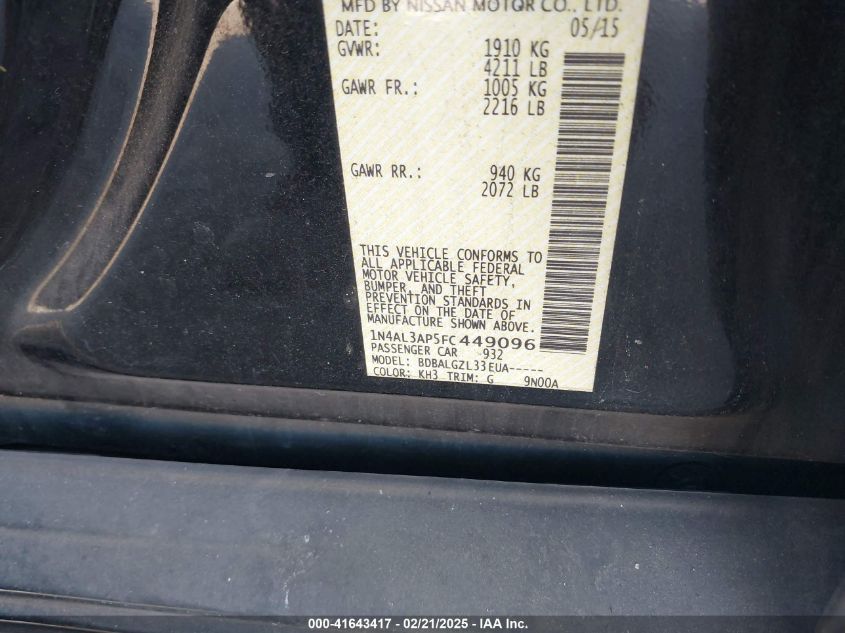 MFD BY NISSAN MOTOR CO., LTD.
DATE: 05/15
GVWR: 1910 KG
4211 LB
GAWR FR.: 1005 KG
2216 LB
GAWR RR.: 940 KG
2072 LB
THIS VEHICLE CONFORMS TO
ALL APPLICABLE FEDERAL
MOTOR VEHICLE SAFETY,
BUMPER, AND THEFT
PREVENTION STANDARDS IN
EFFECT ON THE DATE OF
MANUFACTURE SHOWN ABOVE.
1N4AL3AP5FC449096
PASSENGER CAR -932
MODEL: BDBALGZL33EUA-----
COLOR: KH3 TRIM: G 9N00A
000-41643417 - 02/21/2025 - IAA Inc.